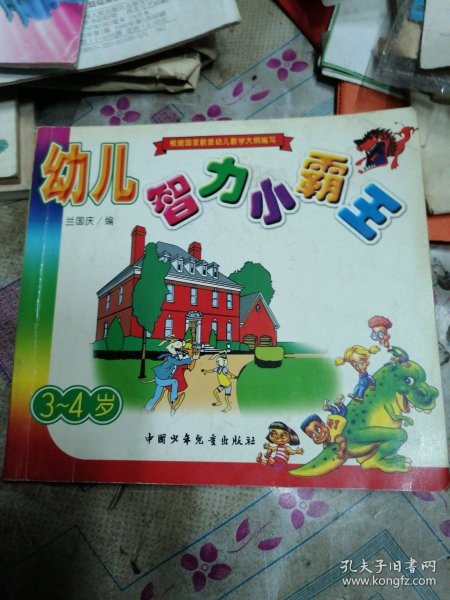 根据国家教委幼儿教学大纲编写
幼儿
智力小霸王
兰国庆/编
3~4岁
中国少年儿童出版社
孔夫子旧书网
www.kongfz.com